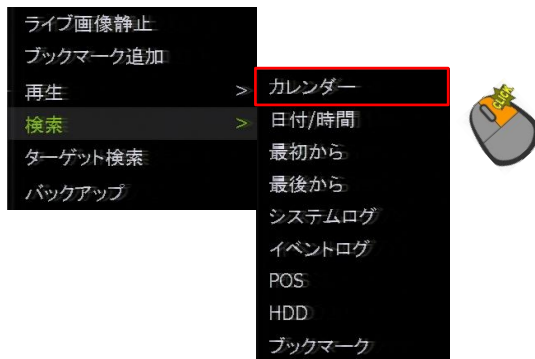 ライブ画像静止
ブックマーク追加
再生 >
検索 >
ターゲット検索
バックアップ
カレンダー
日付/時間
最初から
最後から
システムログ
イベントログ
POS
HDD
ブックマーク
CLICK